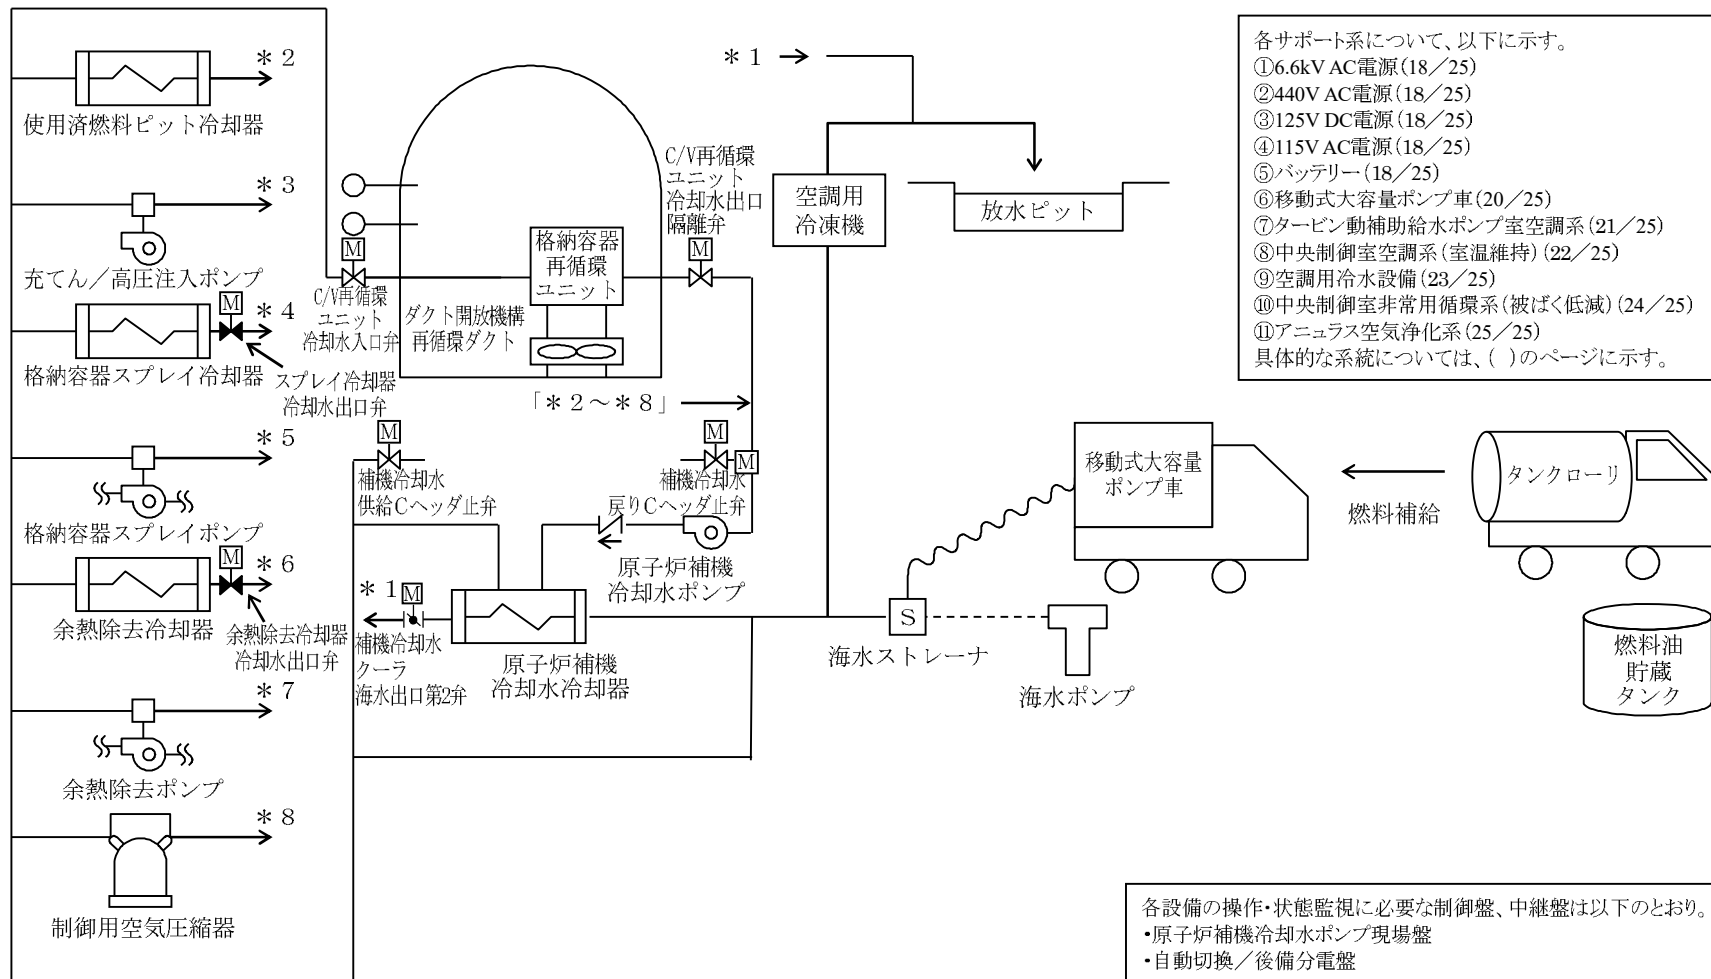 ＊2
使用済燃料ピット冷却器
＊3
充てん／高圧注入ポンプ
M
＊4
格納容器スプレイ冷却器
スプレイ冷却器
冷却水出口弁
＊5
格納容器スプレイポンプ
M
＊6
余熱除去冷却器
余熱除去冷却器
冷却水出口弁
＊7
余熱除去ポンプ
＊8
制御用空気圧縮器
M
C/V再循環
ユニット
冷却水入口弁
ダクト開放機構
再循環ダクト
格納容器
再循環
ユニット
C/V再循環
ユニット
冷却水出口
隔離弁
M
「＊2～＊8」
M
補機冷却水
供給Cヘッダ止弁
M
M
補機冷却水
戻りCヘッダ止弁
原子炉補機
冷却水ポンプ
＊1
M
補機冷却水
クーラ
海水出口第2弁
原子炉補機
冷却水冷却器
＊1
空調用
冷凍機
放水ピット
S
海水ストレーナ
海水ポンプ
移動式大容量
ポンプ車
燃料補給
タンクローリ
燃料油
貯蔵
タンク
各サポート系について、以下に示す。
①6.6kV AC電源（18／25）
②440V AC電源（18／25）
③125V DC電源（18／25）
④115V AC電源（18／25）
⑤バッテリー（18／25）
⑥移動式大容量ポンプ車（20／25）
⑦タービン動補助給水ポンプ室空調系（21／25）
⑧中央制御室空調系（室温維持）（22／25）
⑨空調用冷水設備（23／25）
⑩中央制御室非常用循環系（被ばく低減）（24／25）
⑪アニュラス空気浄化系（25／25）
具体的な系統については、（ ）のページに示す。
各設備の操作・状態監視に必要な制御盤、中継盤は以下のとおり。
・原子炉補機冷却水ポンプ現場盤
・自動切換／後備分電盤